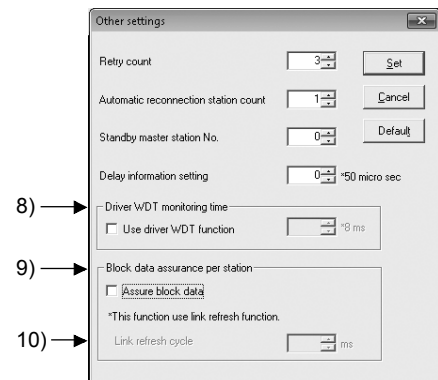 Other settings
Retry count 3 Set
Automatic reconnection station count 1 Cancel
Standby master station No. 0 Default
Delay information setting 0 *50 micro sec
8) Driver WDT monitoring time
Use driver WDT function *8 ms
9) Block data assurance per station
Assure block data
*This function use link refresh function.
10) Link refresh cycle ms